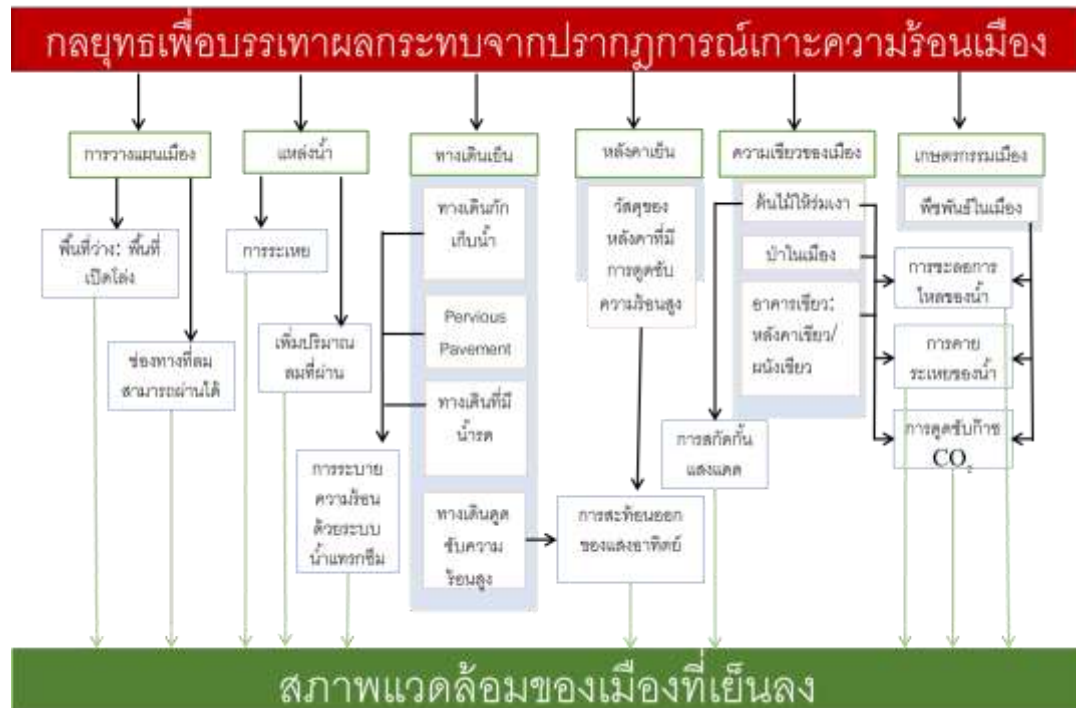 กลยุทธเพื่อบรรเทาผลกระทบจากปรากฏการณ์เกาะความร้อนเมือง
การวางแผนเมือง
แหล่งน้ำ
ทางเดินเย็น
หลังคาเย็น
ความเขียวของเมือง
เกษตรกรรมเมือง
พื้นที่ว่าง: พื้นที่
เปิดโล่ง
ช่องทางที่ลม
สามารถผ่านได้
การระเหย
เพิ่มปริมาณ
ลมที่ผ่าน
ทางเดินกัก
เก็บน้ำ
Pervious
Pavement
ทางเดินที่มี
น้ำรด
ทางเดินดูด
ซับความ
ร้อนสูง
การระบาย
ความร้อน
ด้วยระบบ
น้ำแทรกซึม
วัสดุของ
หลังคาที่มี
การดูดซับ
ความร้อนสูง
การสะท้อนออก
ของแสงอาทิตย์
ต้นไม้ให้ร่มเงา
ป่าในเมือง
อาคารเขียว:
หลังคาเขียว/
ผนังเขียว
การสกัดกั้น
แสงแดด
พืชพันธ์ในเมือง
การชะลอการ
ไหลของน้ำ
การคาย
ระเหยของน้ำ
การดูดซับก๊าซ
CO₂
สภาพแวดล้อมของเมืองที่เย็นลง